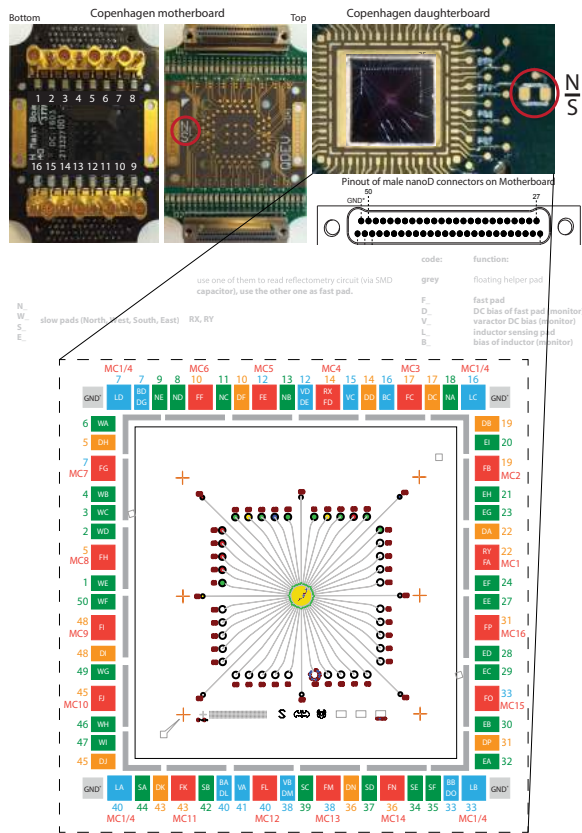 Copenhagen motherboard
Copenhagen daughterboard
Bottom
Top
1 2 3 4 5 6 7 8
16 15 14 13 12 11 10 9
N
S
Pinout of male nanoD connectors on Motherboard
GND*
50
27
code: function:
use one of them to read reflectometry circuit (via SMD
capacitor), use the other one as fast pad.
grey floating helper pad
N_
W_
S_
E_
slow pads (North, West, South, East) RX, RY
F_ fast pad
D_ DC bias of fast pad (monitor)
V_ varactor DC bias (monitor)
L_ inductor sensing pad
B_ bias of inductor (monitor)
MC1/4 MC6 MC5 MC4 MC3 MC1/4
7 7 9 8 10 11 10 12 13 12 14 15 14 16 17 17 18 16
GND* LD BD DG NE ND FF NC DF FE NB VD DE RX FD VC DD BC FC DC NA LC GND*
6 WA
5 DH
7 MC7 FG
4 WB
3 WC
2 WD
5 MC8 FH
1 WE
50 WF
48 MC9 FI
48 DI
49 WG
45 MC10 FJ
46 WH
47 WI
45 DJ
DB 19
EI 20
FB 19 MC2
EH 21
EG 23
DA 22
RY FA 22 MC1
EF 24
EE 27
FP 31 MC16
ED 28
EC 29
FO 33 MC15
EB 30
DP 31
EA 32
GND* LA SA DK FK SB BA DL VA FL VB DM SC FM DN SD FN SE SF BB DO LB GND*
40 44 43 43 42 40 41 40 38 39 38 36 37 36 34 35 33 33
MC1/4 MC11 MC12 MC13 MC14 MC1/4